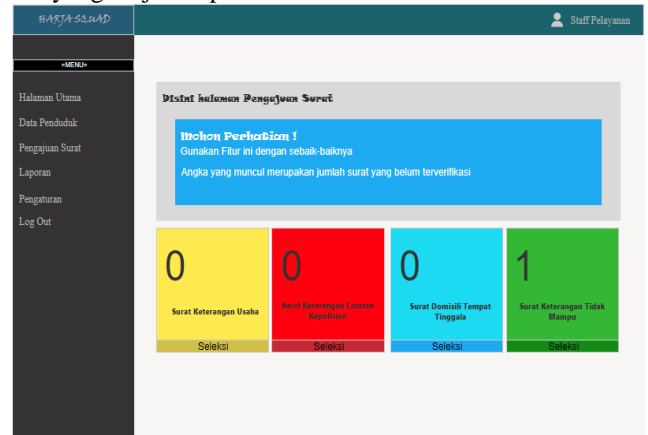 HARJA SQUAD
Staff Pelayanan
=MENU=
Halaman Utama
Data Penduduk
Pengajuan Surat
Laporan
Pengaturan
Log Out
Disini halaman Pengajuan Surat
Mohon Perhatian !
Gunakan Fitur ini dengan sebaik-baiknya
Angka yang muncul merupakan jumlah surat yang belum terverifikasi
0
Surat Keterangan Usaha
Seleksi
0
Surat Keterangan Catatan
Kepolisian
Seleksi
0
Surat Domisili Tempat
Tinggala
Seleksi
1
Surat Keterangan Tidak
Mampu
Seleksi